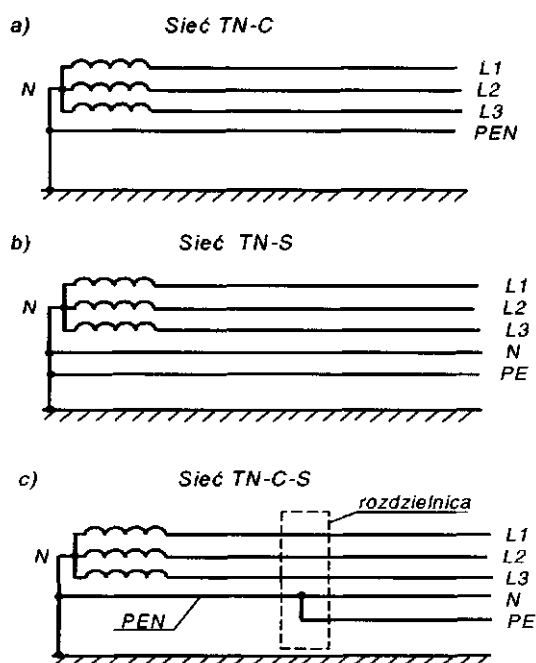 a) Sieć TN-C
N
L1
L2
L3
PEN
b) Sieć TN-S
N
L1
L2
L3
N
PE
c) Sieć TN-C-S
rozdzielnica
N
L1
L2
L3
N
PEN
PE